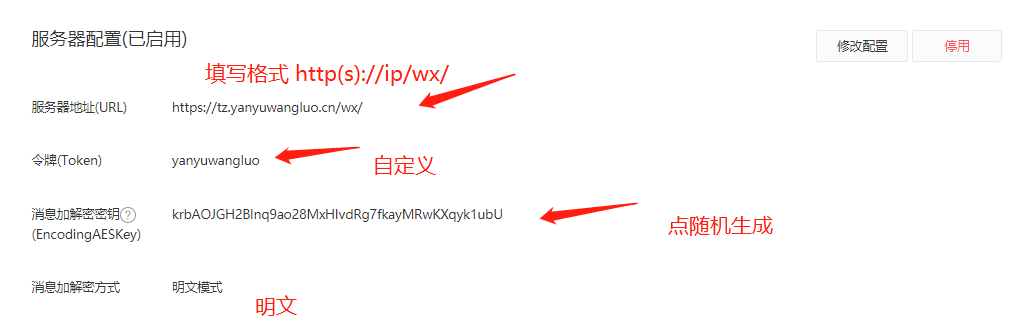 服务器配置(已启用)
修改配置
停用
填写格式 http(s)://ip/wx/
服务器地址(URL)
https://tz.yanyuwangluo.cn/wx/
令牌(Token)
yanyuwangluo
自定义
消息加解密密钥?
(EncodingAESKey)
krbAOJGH2BInq9ao28MxHIvdRg7fkayMRwKXqyk1ubU
点随机生成
消息加解密方式
明文模式
明文